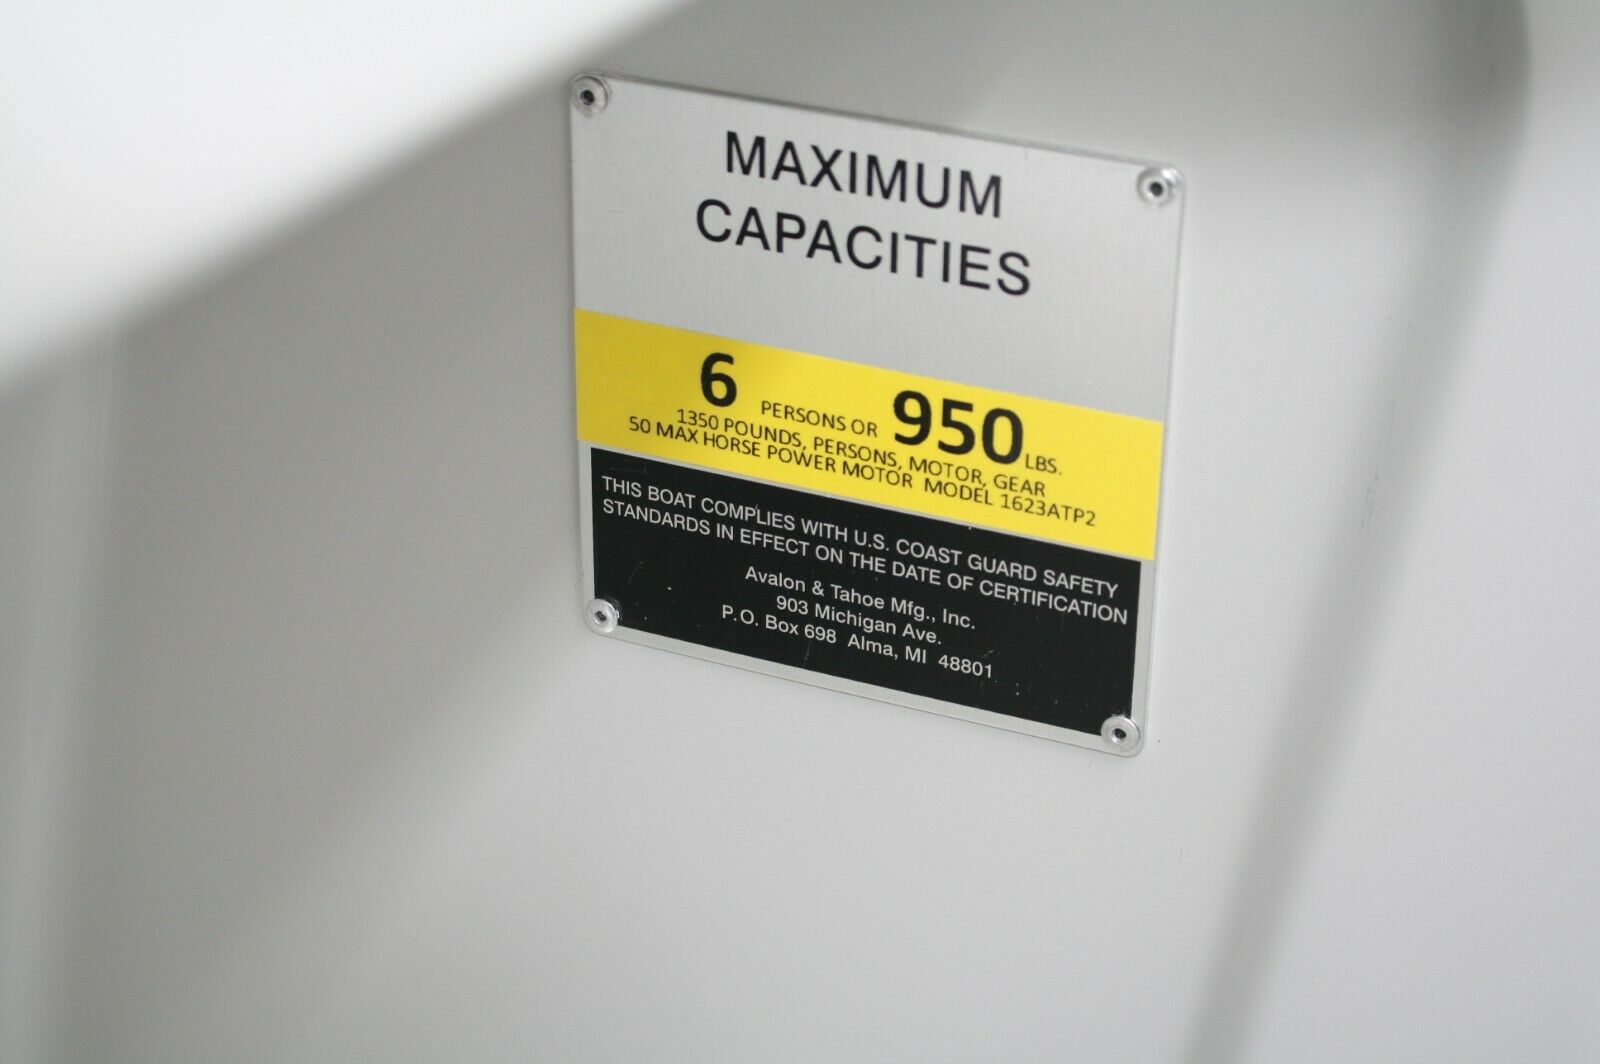 MAXIMUM
CAPACITIES
6 PERSONS OR 950 LBS.
1350 POUNDS, PERSONS, MOTOR, GEAR
50 MAX HORSE POWER MOTOR MODEL 1623ATP2
THIS BOAT COMPLIES WITH U.S. COAST GUARD SAFETY
STANDARDS IN EFFECT ON THE DATE OF CERTIFICATION
Avalon & Tahoe Mfg., Inc.
903 Michigan Ave.
P.O. Box 698 Alma, MI 48801